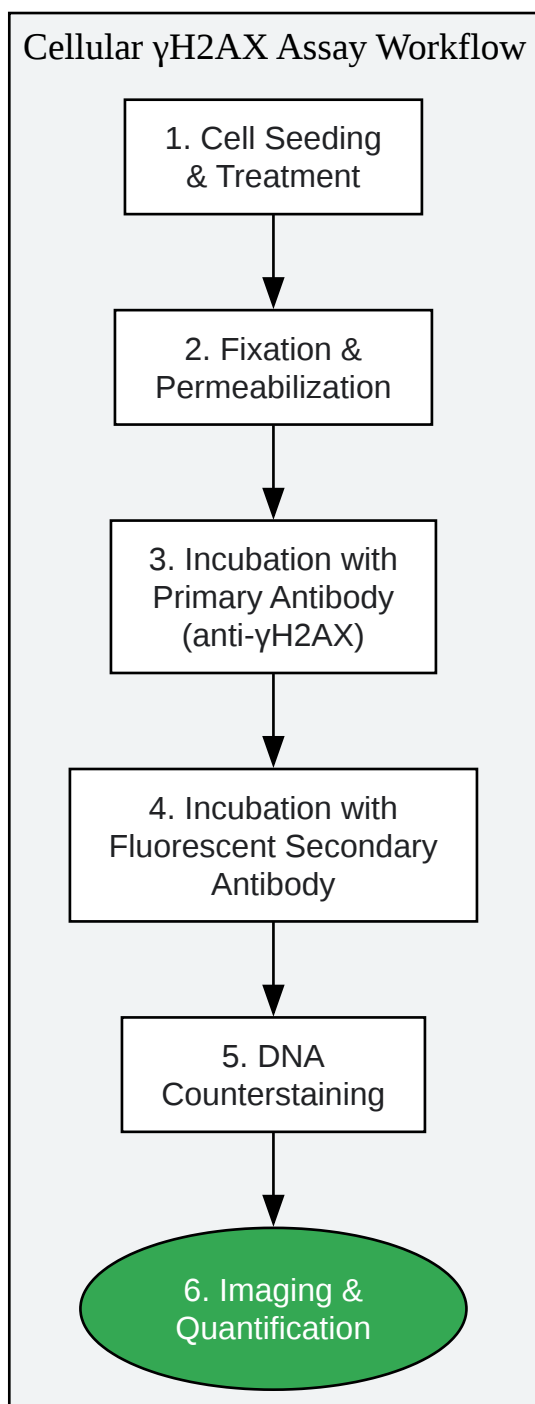 Cellular γH2AX Assay Workflow
1. Cell Seeding
& Treatment
2. Fixation &
Permeabilization
3. Incubation with
Primary Antibody
(anti-γH2AX)
4. Incubation with
Fluorescent Secondary
Antibody
5. DNA
Counterstaining
6. Imaging &
Quantification